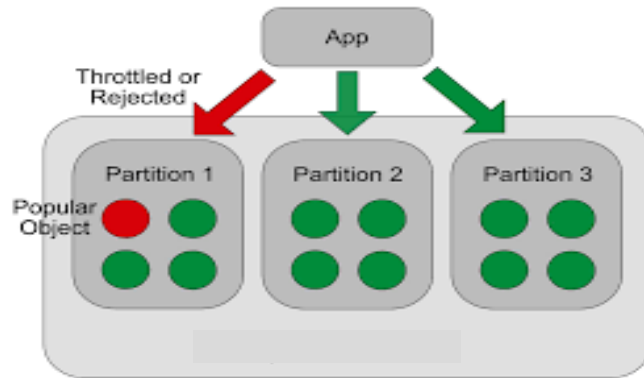 App
Throttled or
Rejected
Partition 1
Partition 2
Partition 3
Popular
Object